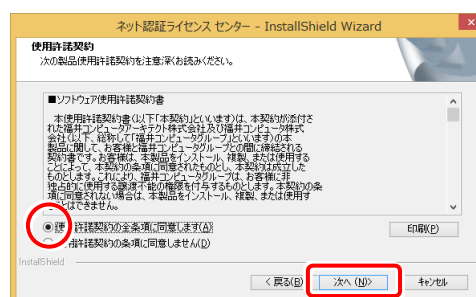 ネット認証ライセンス センター - InstallShield Wizard
使用許諾契約
次の製品使用許諾契約を注意深くお読みください。
■ソフトウェア使用許諾契約書
本使用許諾契約書(以下「本契約」といいます)は、本契約が添付さ
れた福井コンピュータアーキテクト株式会社及び福井コンピュータ株式
会社(以下、総称して「福井コンピュータグループ」といいます)の本
製品に関して、お客様と福井コンピュータグループとの間に締結される
契約書です。お客様は、本製品をインストール、複製、または使用する
ことによって、本契約の条項に同意されたものとし、本契約は成立した
ものとします。これにより、福井コンピュータグループは、お客様に非
独占的に使用する譲渡不能の権限を付与するものとします。本契約の条
項に同意されない場合は、本製品をインストール、複製、または使用す
ることはできません。
使用許諾契約の全条項に同意します(A)
印刷(P)
使用許諾契約の条項に同意しません(D)
InstallShield
< 戻る(B)
次へ (N)>
キャンセル